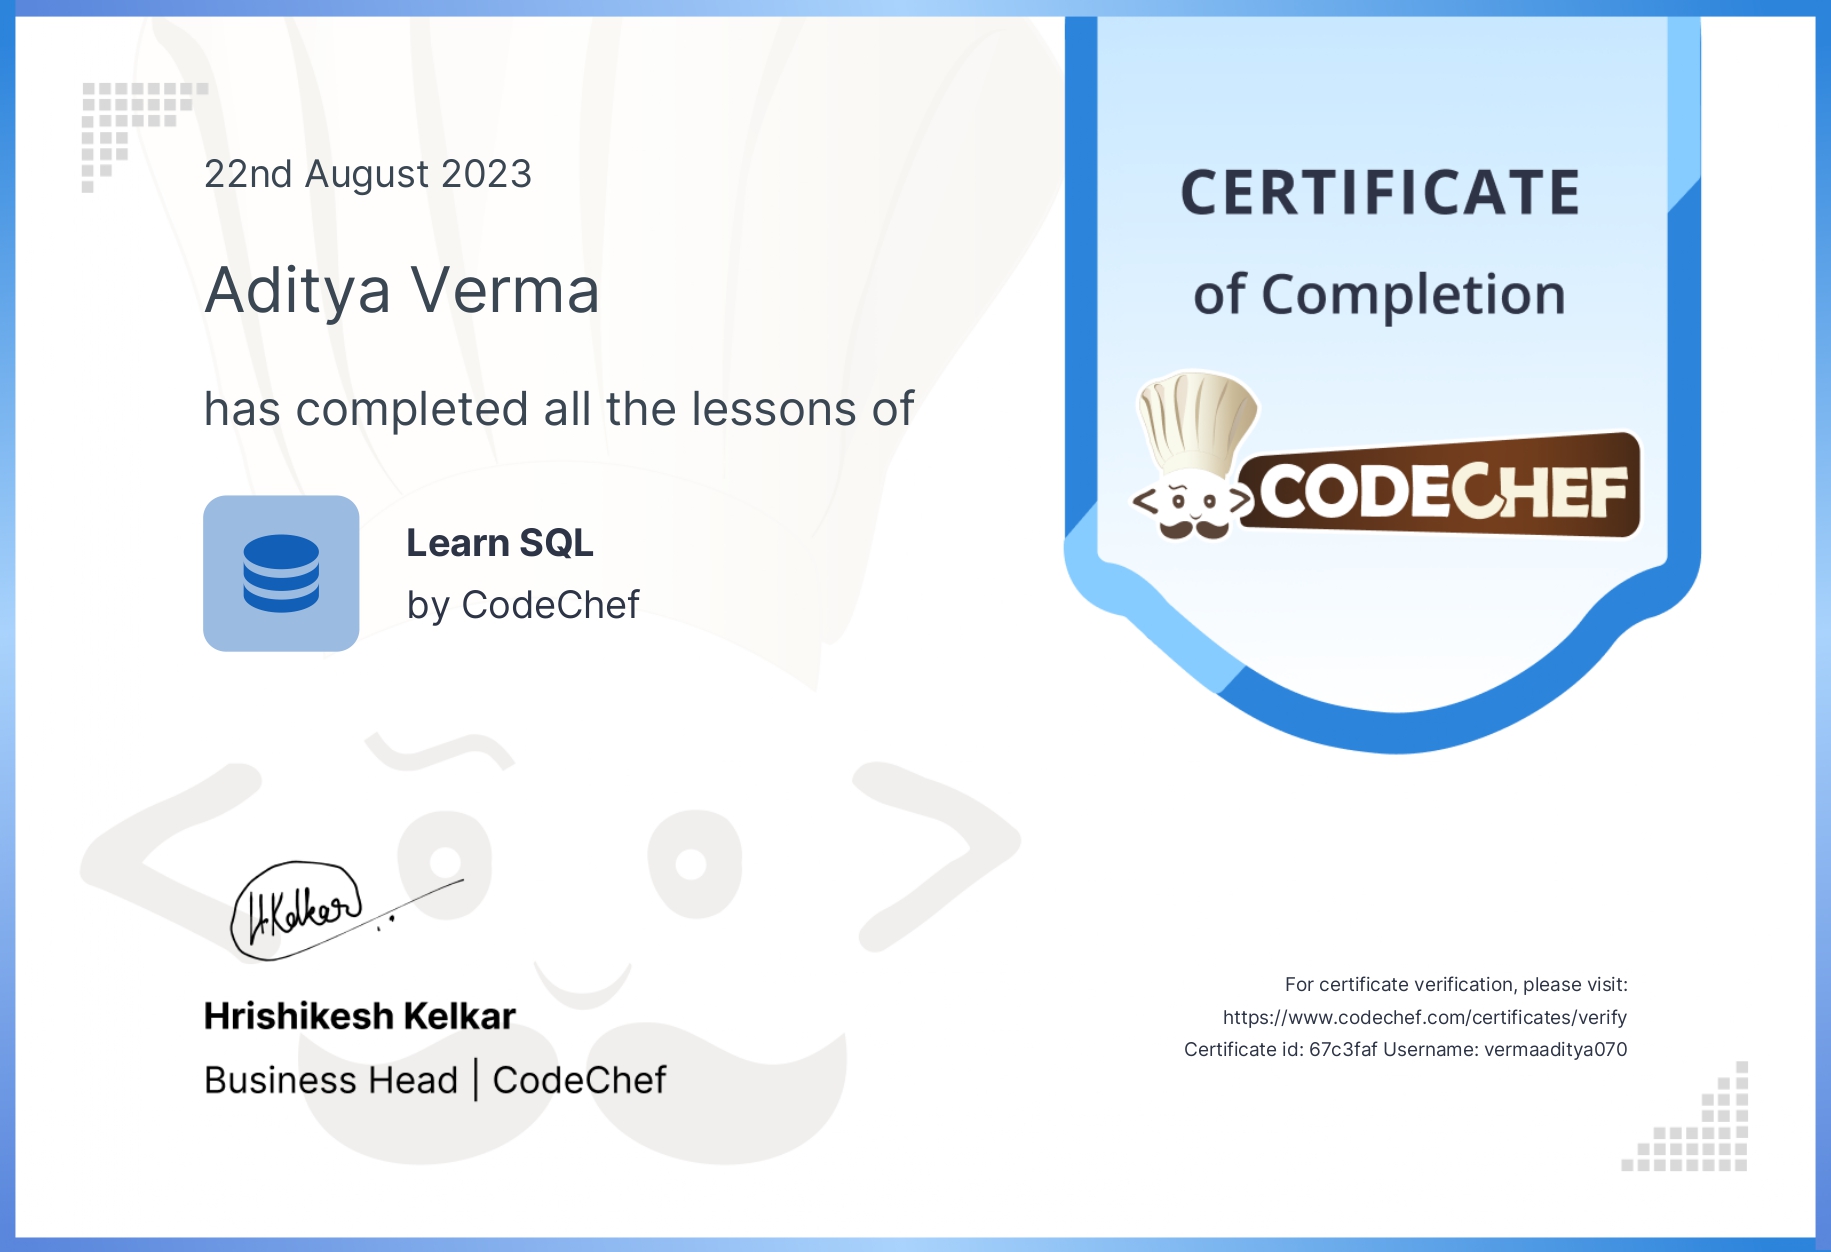 22nd August 2023
Aditya Verma
has completed all the lessons of
Learn SQL
by CodeChef
CERTIFICATE
of Completion
CODECHEF
H.Kelkar
Hrishikesh Kelkar
Business Head | CodeChef
For certificate verification, please visit:
https://www.codechef.com/certificates/verify
Certificate id: 67c3faf Username: vermaaditya070